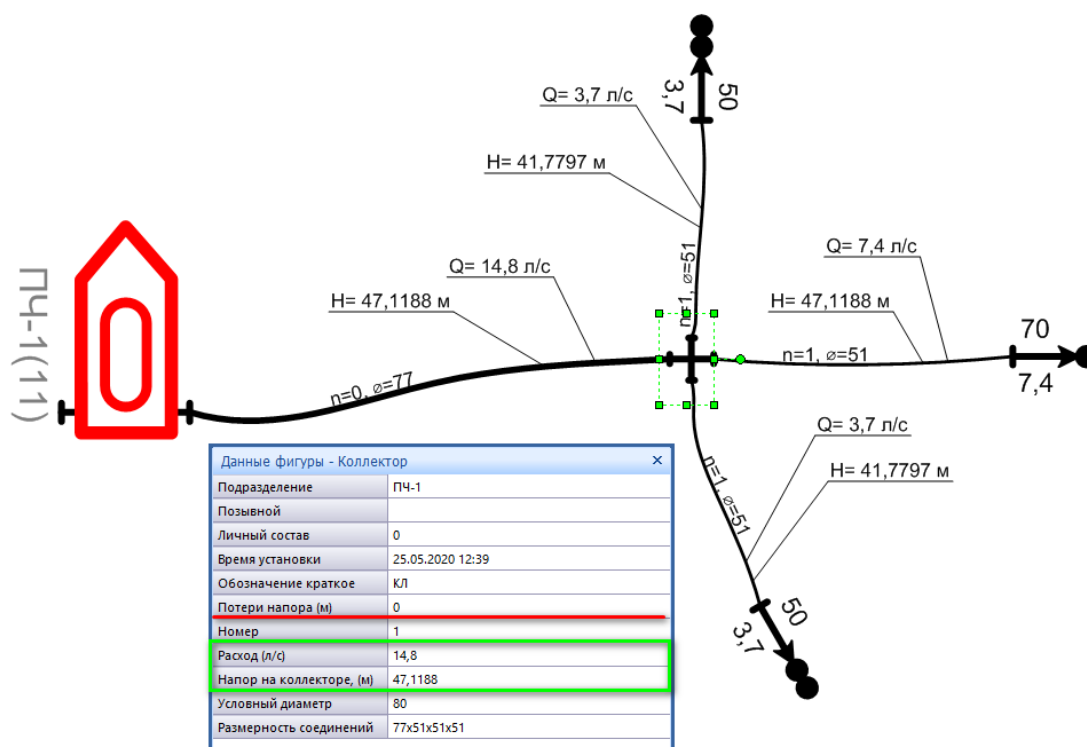 50
3,7
Q= 3,7 л/с
H= 41,7797 м
n=1, ⌀=51
Q= 7,4 л/с
Q= 14,8 л/с
H= 47,1188 м
H= 47,1188 м
70
7,4
n=1, ⌀=51
n=0, ⌀=77
ПЧ-1(11)
Q= 3,7 л/с
H= 41,7797 м
n=1, ⌀=51
50
3,7
Данные фигуры - Коллектор
Подразделение ПЧ-1
Позывной
Личный состав 0
Время установки 25.05.2020 12:39
Обозначение краткое КЛ
Потери напора (м) 0
Номер 1
Расход (л/с) 14,8
Напор на коллекторе, (м) 47,1188
Условный диаметр 80
Размерность соединений 77x51x51x51